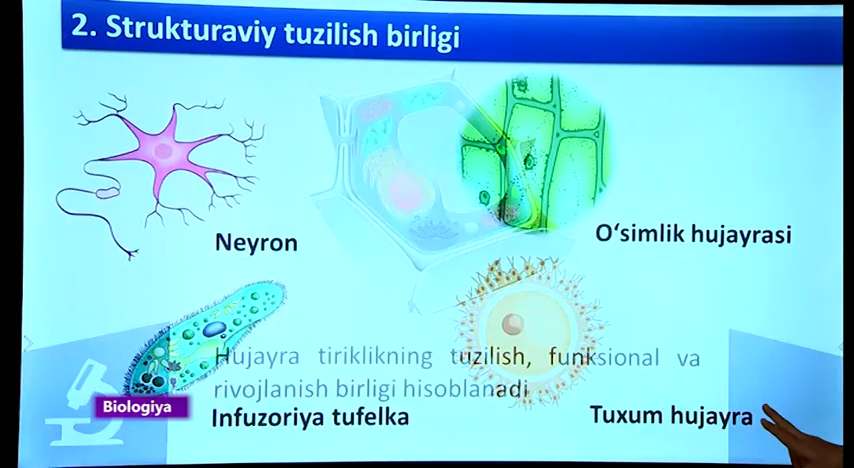 2. Strukturaviy tuzilish birligi
Neyron
O‘simlik hujayrasi
Hujayra tiriklikning tuzilish, funksional va
rivojlanish birligi hisoblanadi
Biologiya
Infuzoriya tufelka
Tuxum hujayra